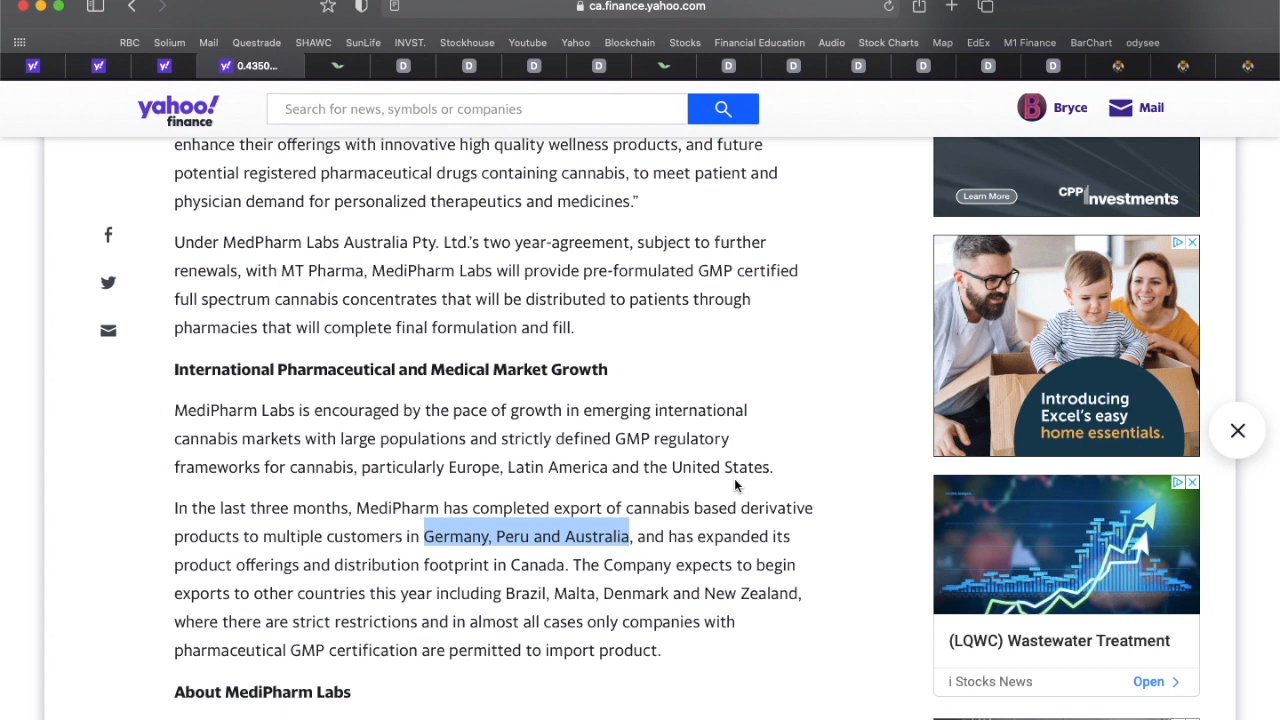 ca.finance.yahoo.com
RBC Solium Mail Questrade SHAWC SunLife INVST. Stockhouse Youtube Yahoo Blockchain Stocks Financial Education Audio Stock Charts Map EdEx M1 Finance BarChart odysee
y! y! y! y! 0.4350... D D D D D D D D D D
yahoo!
finance
Search for news, symbols or companies
B Bryce Mail
enhance their offerings with innovative high quality wellness products, and future
potential registered pharmaceutical drugs containing cannabis, to meet patient and
physician demand for personalized therapeutics and medicines.”
Under MedPharm Labs Australia Pty. Ltd.’s two year-agreement, subject to further
renewals, with MT Pharma, MediPharm Labs will provide pre-formulated GMP certified
full spectrum cannabis concentrates that will be distributed to patients through
pharmacies that will complete final formulation and fill.
International Pharmaceutical and Medical Market Growth
MediPharm Labs is encouraged by the pace of growth in emerging international
cannabis markets with large populations and strictly defined GMP regulatory
frameworks for cannabis, particularly Europe, Latin America and the United States.
In the last three months, MediPharm has completed export of cannabis based derivative
products to multiple customers in Germany, Peru and Australia, and has expanded its
product offerings and distribution footprint in Canada. The Company expects to begin
exports to other countries this year including Brazil, Malta, Denmark and New Zealand,
where there are strict restrictions and in almost all cases only companies with
pharmaceutical GMP certification are permitted to import product.
About MediPharm Labs
Learn More
CPP Investments
Introducing
Excel’s easy
home essentials.
(LQWC) Wastewater Treatment
i Stocks News
Open